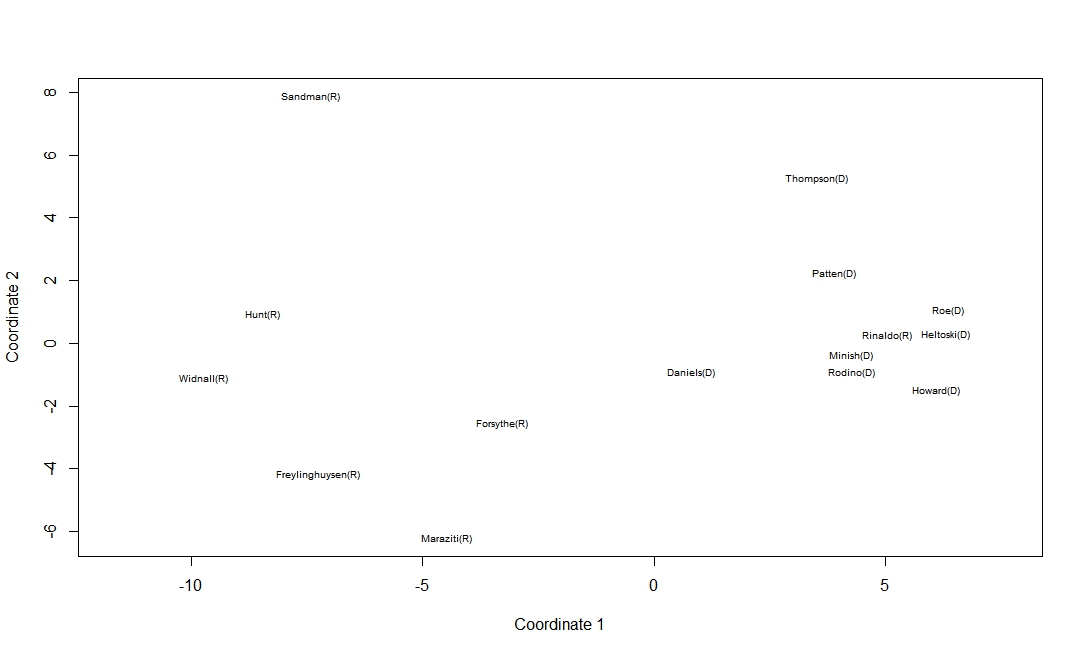 8
Sandman(R)
6
Thompson(D)
4
Patten(D)
2
Roe(D)
Hunt(R)
Rinaldo(R) Heltoski(D)
0
Minish(D)
Daniels(D) Rodino(D)
Widnall(R)
Howard(D)
-2
Forsythe(R)
-4
Freylinghuysen(R)
-6
Maraziti(R)
Coordinate 2
-10 -5 0 5
Coordinate 1